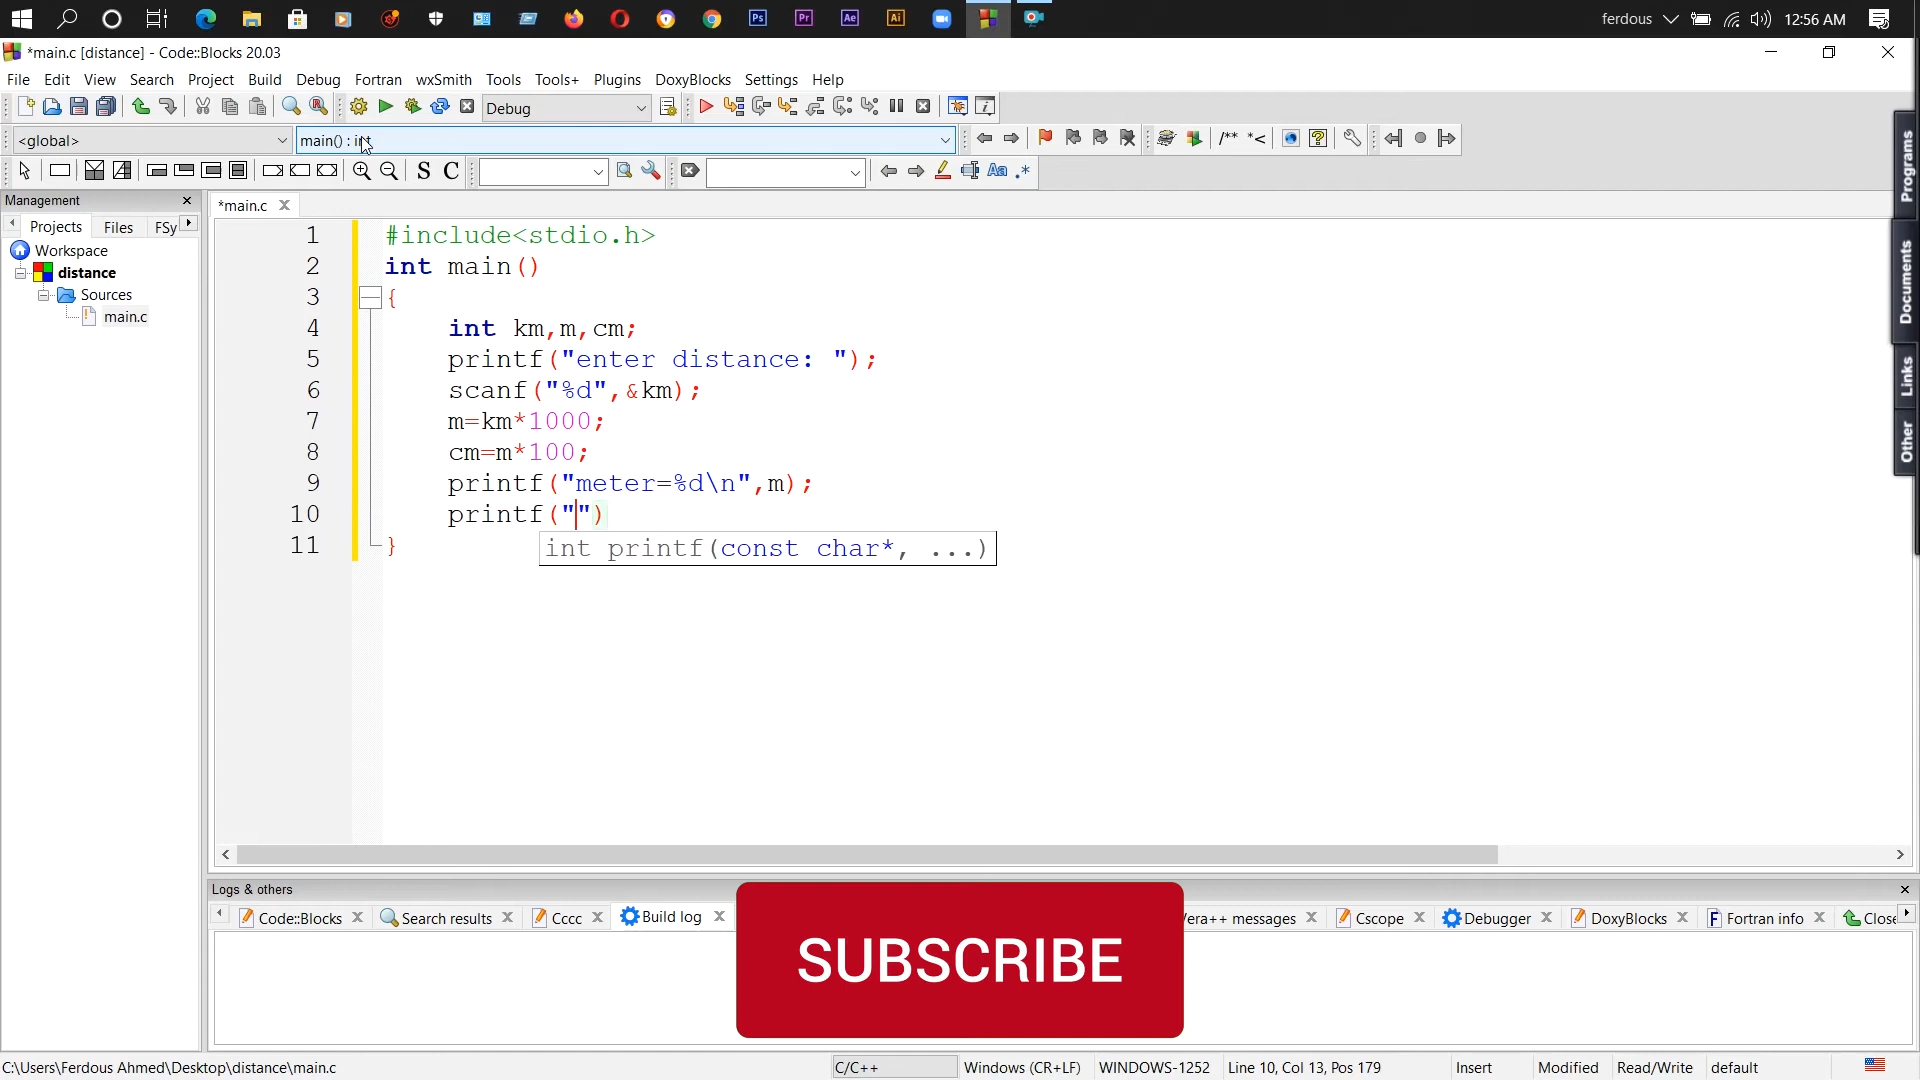 ferdous 12:56 AM
*main.c [distance] - Code::Blocks 20.03
File Edit View Search Project Build Debug Fortran wxSmith Tools Tools+ Plugins DoxyBlocks Settings Help
Debug
<global> main() : int /** *<
S C Aa .*
Management
Projects Files FSy
Workspace
distance
Sources
main.c
*main.c
1 #include<stdio.h>
2 int main()
3 {
4 int km,m,cm;
5 printf("enter distance: ");
6 scanf("%d",&km);
7 m=km*1000;
8 cm=m*100;
9 printf("meter=%d\n",m);
10 printf("")
11 }
int printf(const char*, ...)
Programs
Documents
Links
Other
Logs & others
Code::Blocks Search results Cccc Build log Vera++ messages Cscope Debugger DoxyBlocks Fortran info Close
SUBSCRIBE
C:\Users\Ferdous Ahmed\Desktop\distance\main.c C/C++ Windows (CR+LF) WINDOWS-1252 Line 10, Col 13, Pos 179 Insert Modified Read/Write default